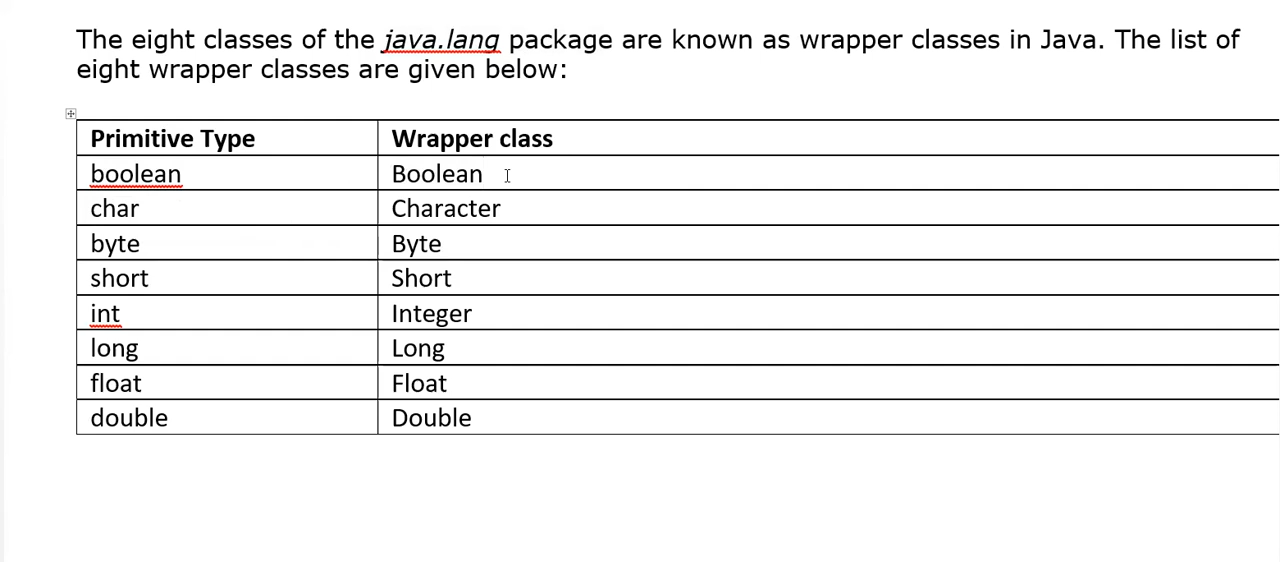 The eight classes of the java.lang package are known as wrapper classes in Java. The list of
eight wrapper classes are given below:
Primitive Type Wrapper class
boolean Boolean
char Character
byte Byte
short Short
int Integer
long Long
float Float
double Double